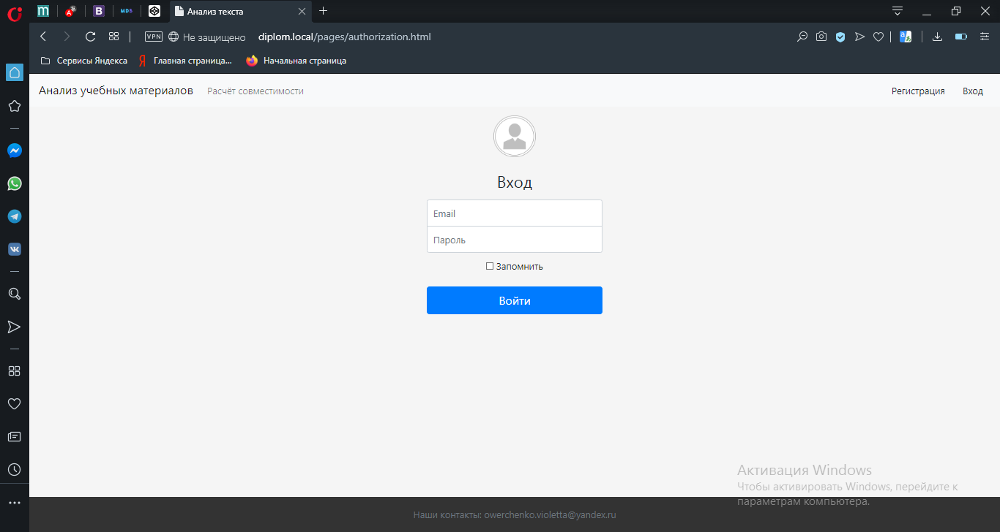 Анализ текста
VPN
Не защищено
diplom.local/pages/authorization.html
Сервисы Яндекса
Главная страница...
Начальная страница
Анализ учебных материалов
Расчёт совместимости
Регистрация
Вход
Вход
Email
Пароль
Запомнить
Войти
Активация Windows
Чтобы активировать Windows, перейдите к
параметрам компьютера.
Наши контакты: owerchenko.violetta@yandex.ru